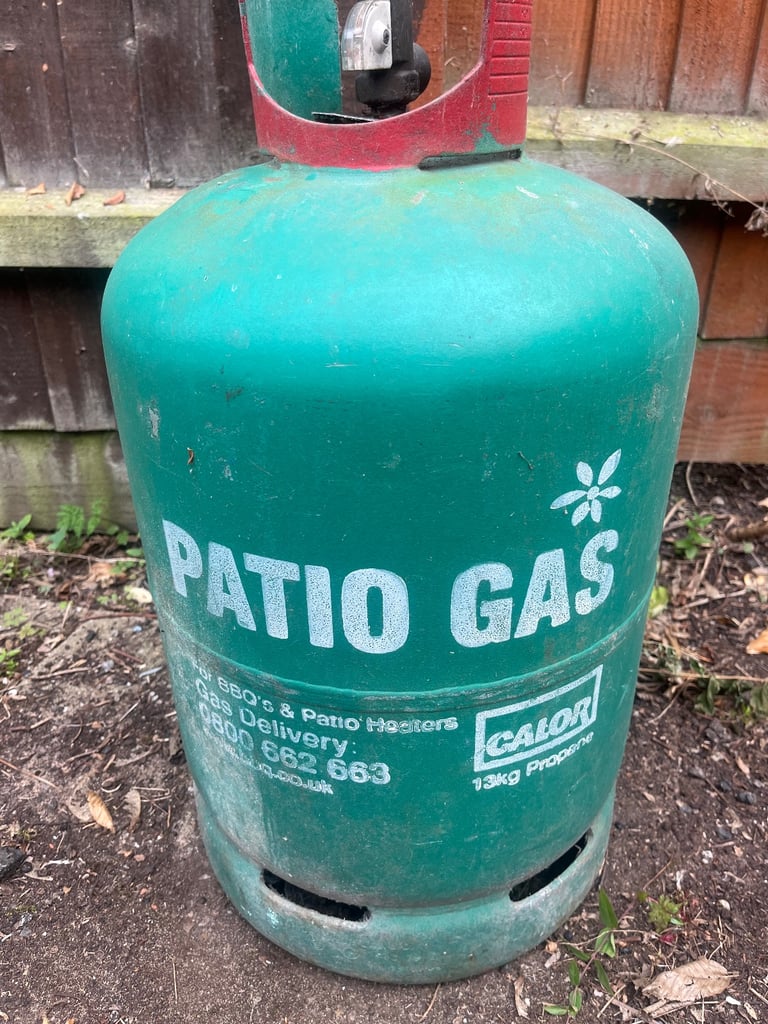 PATIO GAS
for BBQ's & Patio Heaters
Gas Delivery:
0800 662 663
CALOR
13kg Propane